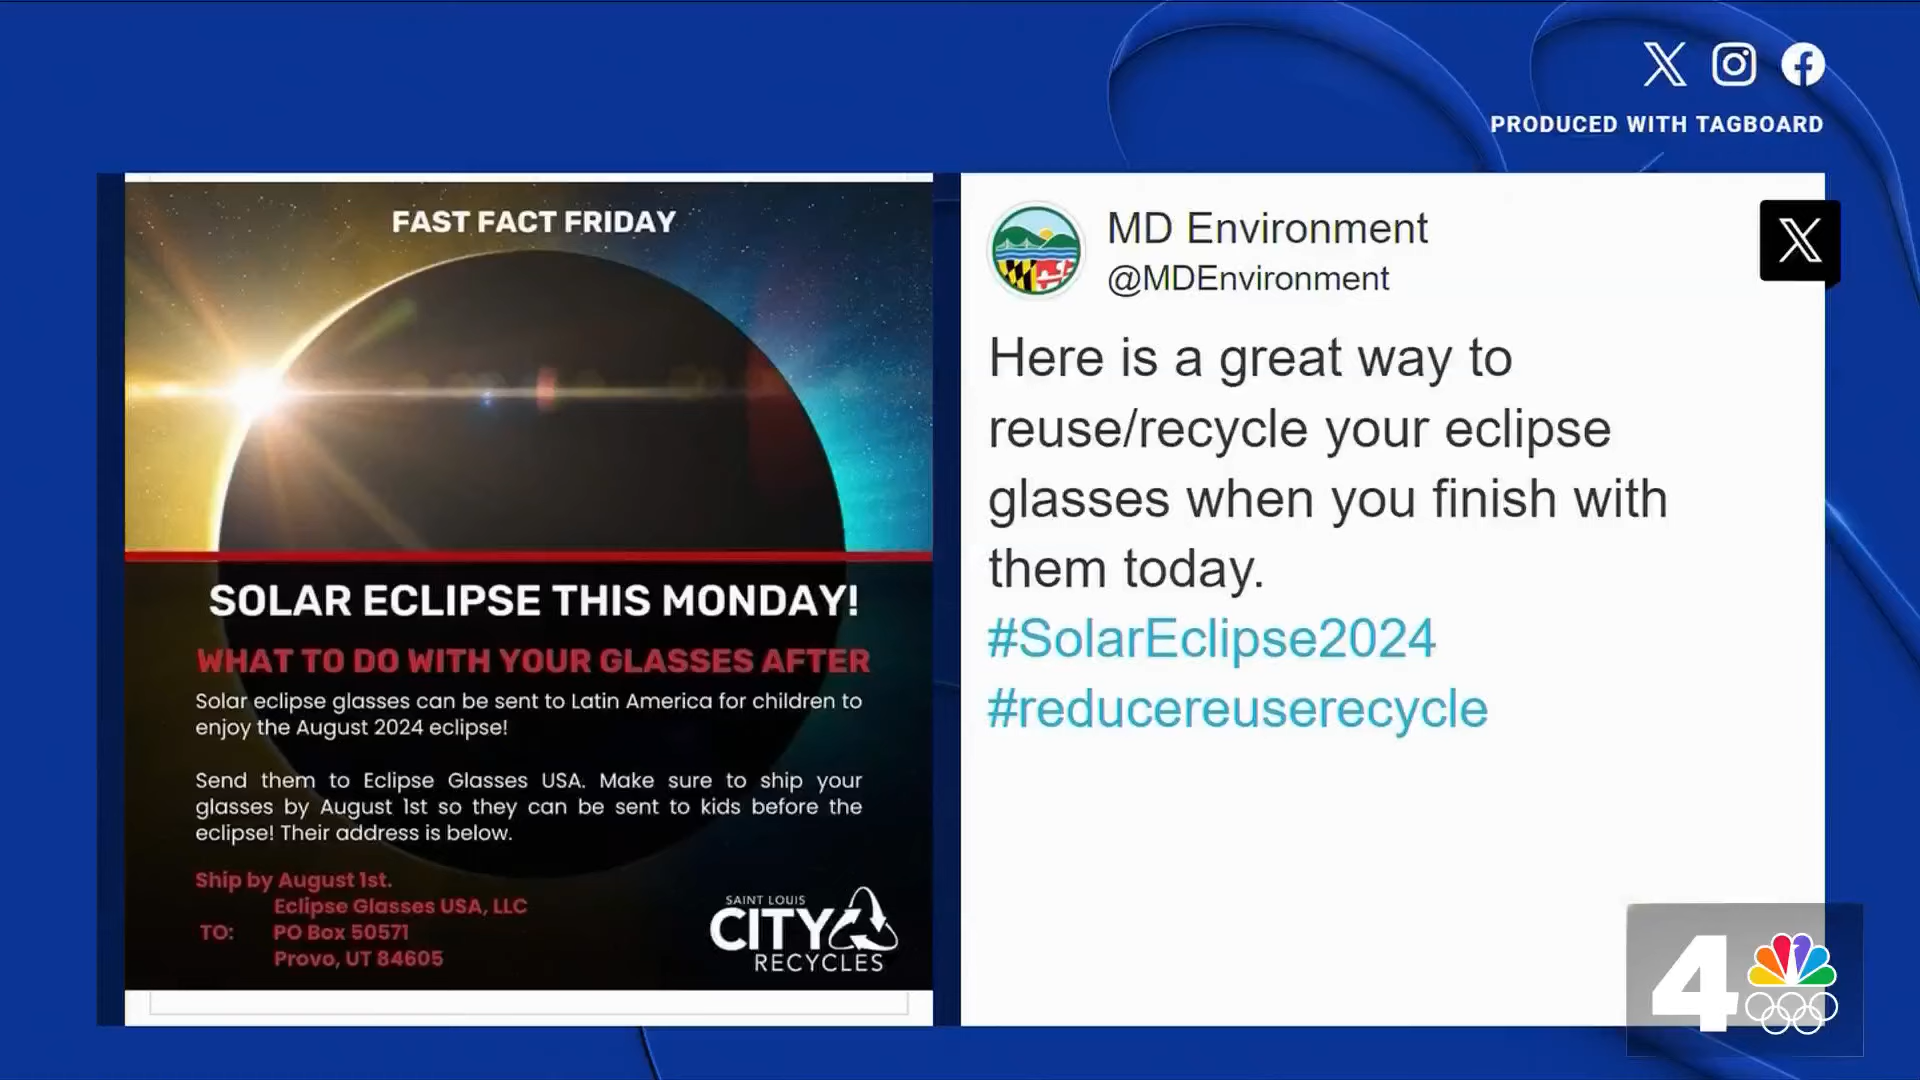 PRODUCED WITH TAGBOARD
FAST FACT FRIDAY
SOLAR ECLIPSE THIS MONDAY!
WHAT TO DO WITH YOUR GLASSES AFTER
Solar eclipse glasses can be sent to Latin America for children to
enjoy the August 2024 eclipse!
Send them to Eclipse Glasses USA. Make sure to ship your
glasses by August 1st so they can be sent to kids before the
eclipse! Their address is below.
Ship by August 1st.
Eclipse Glasses USA, LLC
TO: PO Box 50571
Provo, UT 84605
SAINT LOUIS
CITY
RECYCLES
MD Environment
@MDEnvironment
Here is a great way to
reuse/recycle your eclipse
glasses when you finish with
them today.
#SolarEclipse2024
#reducereuserecycle
4